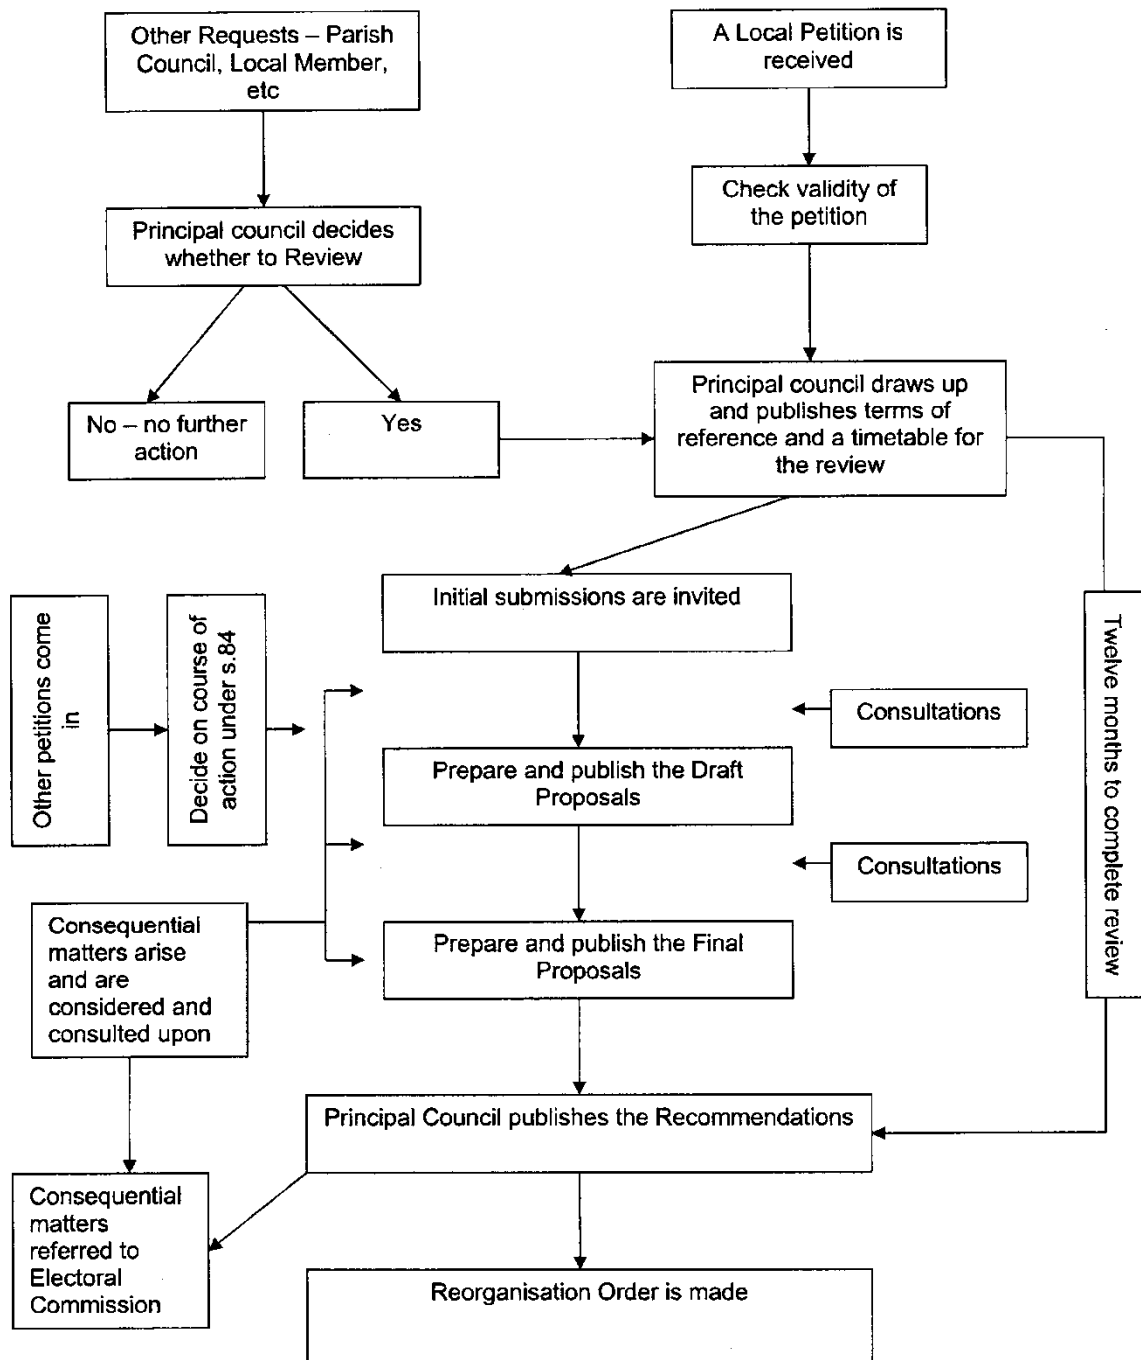 Other Requests – Parish
Council, Local Member,
etc
A Local Petition is
received
Check validity of
the petition
Principal council decides
whether to Review
No – no further
action
Yes
Principal council draws up
and publishes terms of
reference and a timetable for
the review
Initial submissions are invited
Other petitions come
in
Decide on course of
action under s.84
Consultations
Twelve months to complete review
Prepare and publish the Draft
Proposals
Consultations
Consequential
matters arise
and are
considered and
consulted upon
Prepare and publish the Final
Proposals
Principal Council publishes the Recommendations
Consequential
matters
referred to
Electoral
Commission
Reorganisation Order is made